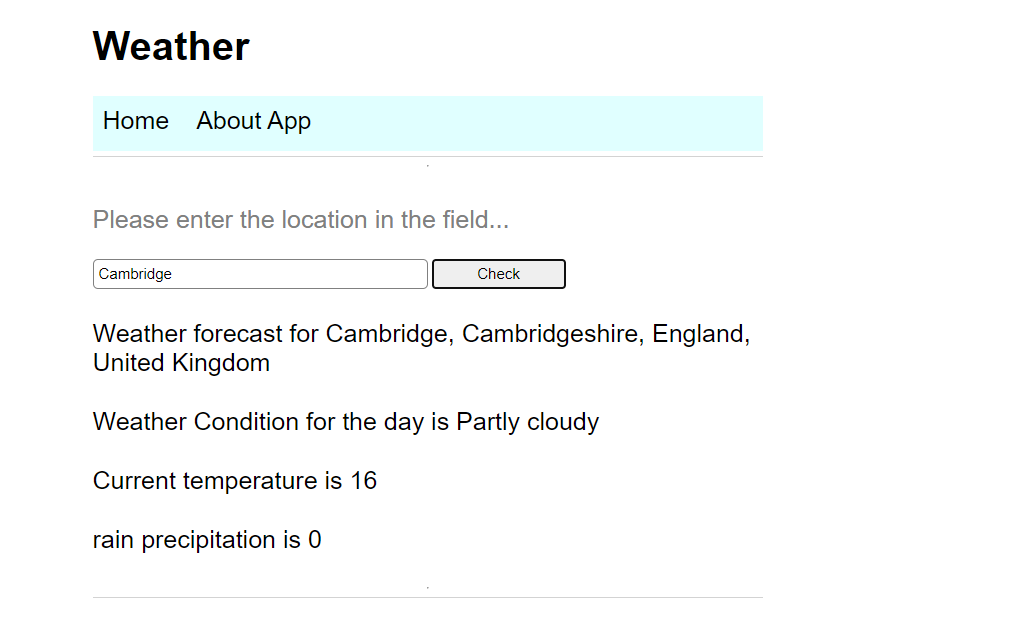 Weather
Home About App
Please enter the location in the field...
Cambridge Check
Weather forecast for Cambridge, Cambridgeshire, England,
United Kingdom
Weather Condition for the day is Partly cloudy
Current temperature is 16
rain precipitation is 0